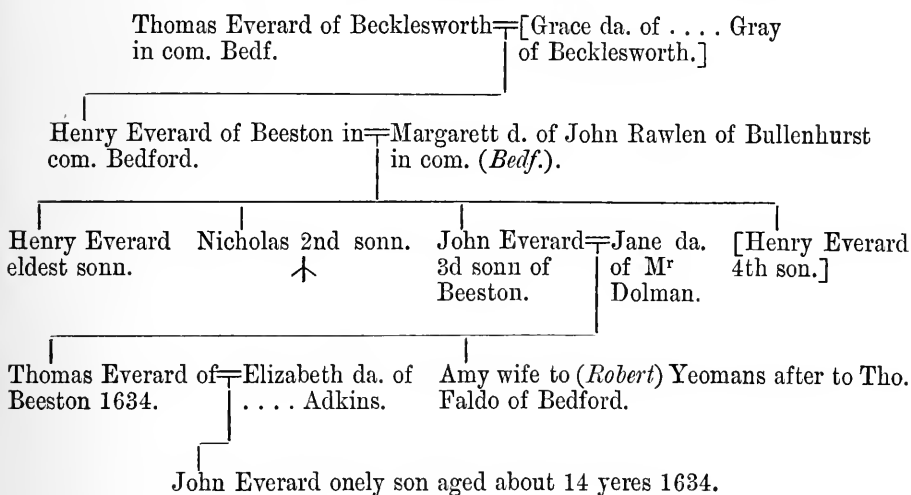 Thomas Everard of Becklesworth=[Grace da. of . . . . Gray
in com. Bedf. of Becklesworth.]
Henry Everard of Beeston in=Margarett d. of John Rawlen of Bullenhurst
com. Bedford. in com. (Bedf.).
Henry Everard Nicholas 2nd sonn. John Everard=Jane da. [Henry Everard
eldest sonn. 3d sonn of of Mr 4th son.]
Beeston. Dolman.
Thomas Everard of=Elizabeth da. of Amy wife to (Robert) Yeomans after to Tho.
Beeston 1634. . . . . Adkins. Faldo of Bedford.
John Everard onely son aged about 14 yeres 1634.